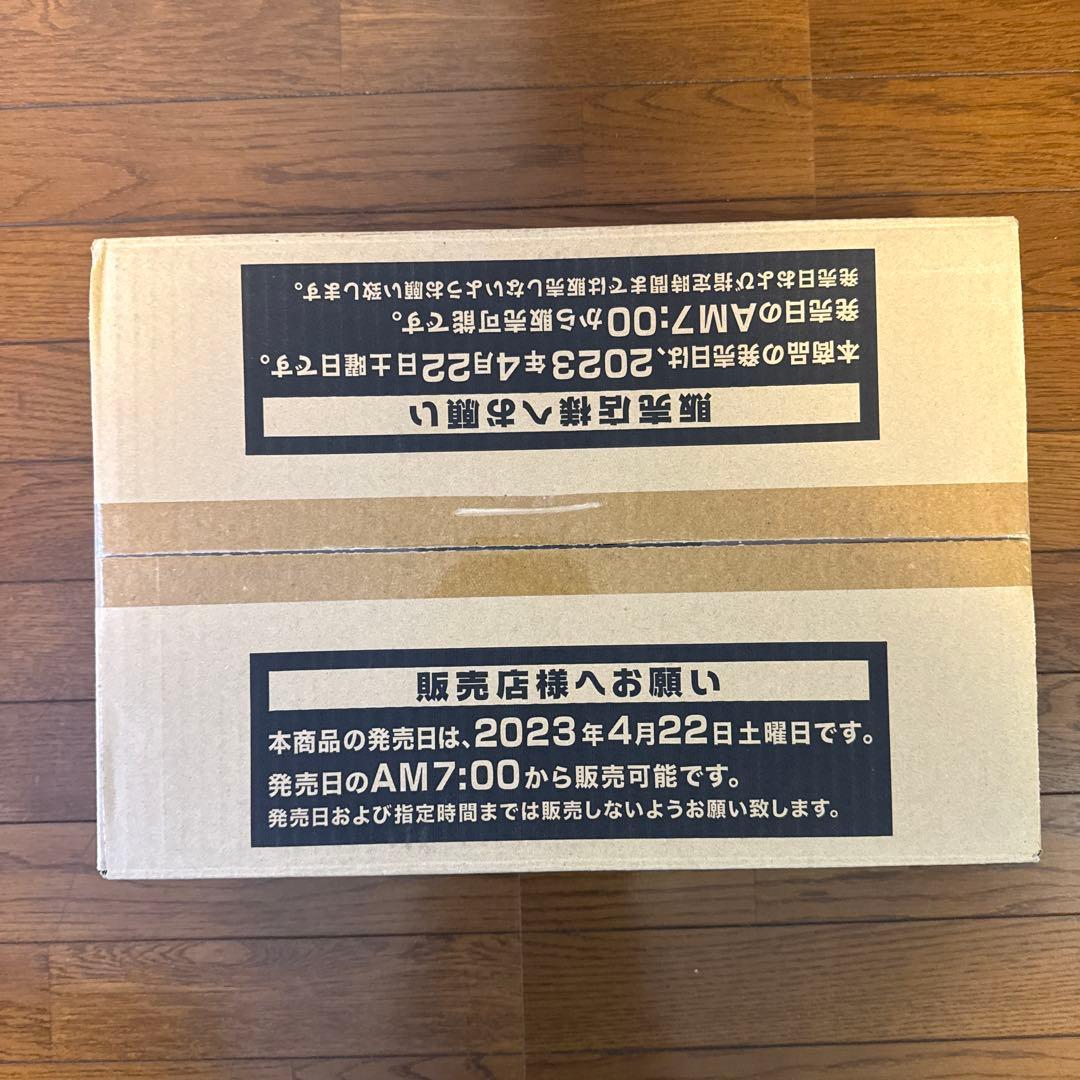 発売日および指定時間までは販売しないようお願い致します。
発売日のAM7:00から販売可能です。
本商品の発売日は、2023年4月22日土曜日です。
販売店様へお願い
販売店様へお願い
本商品の発売日は、2023年4月22日土曜日です。
発売日のAM7:00から販売可能です。
発売日および指定時間までは販売しないようお願い致します。